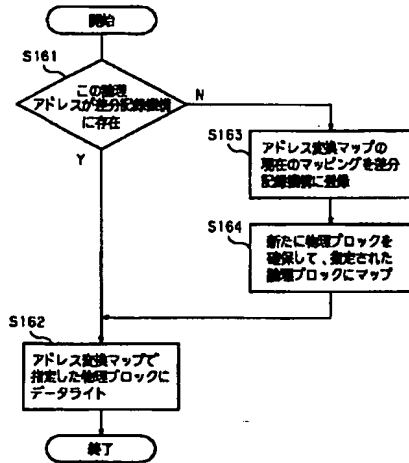 開始
S161
この論理
アドレスが差分記録機構
に存在
N
Y
S163
アドレス変換マップの
現在のマッピングを差分
記録機構に登録
S164
新たに物理ブロックを
確保して、指定された
論理ブロックにマップ
S162
アドレス変換マップで
指定した物理ブロックに
データライト
終了